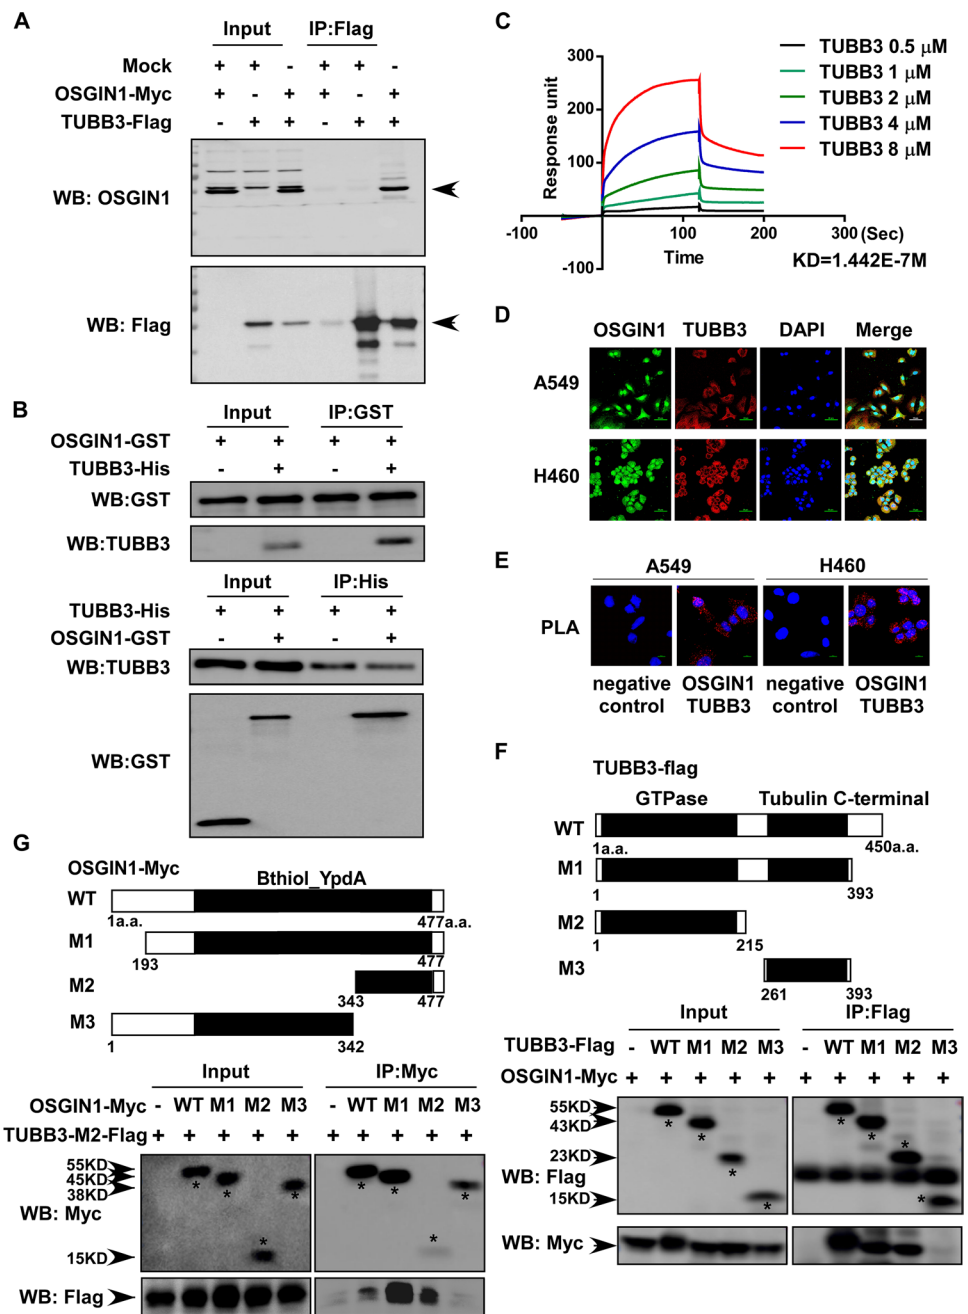 A
Input IP:Flag
Mock + + - + + -
OSGIN1-Myc + - + + - +
TUBB3-Flag - + + - + +
WB: OSGIN1
WB: Flag
B
Input IP:GST
OSGIN1-GST + + + +
TUBB3-His - + - +
WB:GST
WB:TUBB3
Input IP:His
TUBB3-His + + + +
OSGIN1-GST - + - +
WB:TUBB3
WB:GST
C
Response unit
300
200
100
-100
-100 100 200 300 (Sec)
Time
KD=1.442E-7M
TUBB3 0.5 μM
TUBB3 1 μM
TUBB3 2 μM
TUBB3 4 μM
TUBB3 8 μM
D
OSGIN1 TUBB3 DAPI Merge
A549
H460
E
A549 H460
PLA
negative control
OSGIN1 TUBB3
negative control
OSGIN1 TUBB3
F
TUBB3-flag
GTPase Tubulin C-terminal
WT
1a.a. 450a.a.
M1
1 393
M2
1 215
M3
261 393
Input IP:Flag
TUBB3-Flag - WT M1 M2 M3 - WT M1 M2 M3
OSGIN1-Myc + + + + + + + + + +
55KD
43KD
23KD
WB: Flag
15KD
* * * * * * * *
WB: Myc
G
OSGIN1-Myc
Bthiol_YpdA
WT
1a.a. 477a.a.
M1
193 477
M2
343 477
M3
1 342
Input IP:Myc
OSGIN1-Myc - WT M1 M2 M3 - WT M1 M2 M3
TUBB3-M2-Flag + + + + + + + + + +
55KD
45KD
38KD
WB: Myc
15KD
* * * * * * * *
WB: Flag